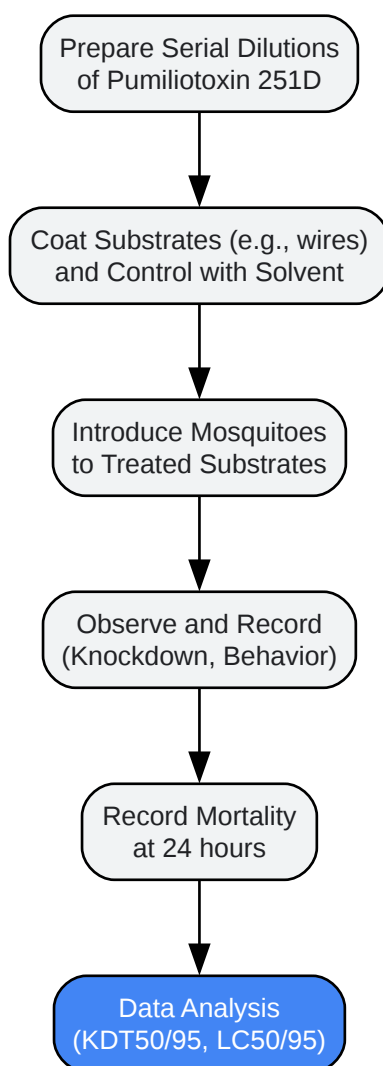 Prepare Serial Dilutions
of Pumiliotoxin 251D
Coat Substrates (e.g., wires)
and Control with Solvent
Introduce Mosquitoes
to Treated Substrates
Observe and Record
(Knockdown, Behavior)
Record Mortality
at 24 hours
Data Analysis
(KDT50/95, LC50/95)